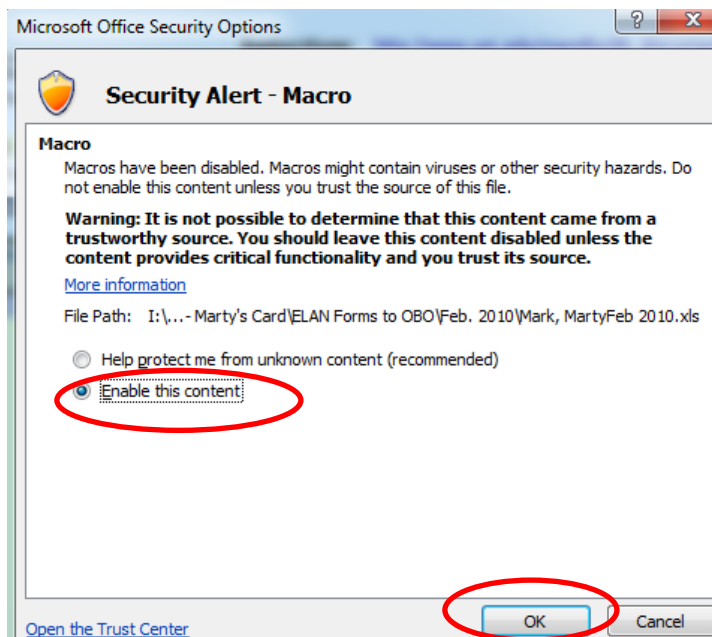 Microsoft Office Security Options
Security Alert - Macro
Macro
Macros have been disabled. Macros might contain viruses or other security hazards. Do
not enable this content unless you trust the source of this file.
Warning: It is not possible to determine that this content came from a
trustworthy source. You should leave this content disabled unless the
content provides critical functionality and you trust its source.
More information
File Path: I:\...- Marty's Card\ELAN Forms to OBO\Feb. 2010\Mark, MartyFeb 2010.xls
Help protect me from unknown content (recommended)
Enable this content
Open the Trust Center
OK
Cancel